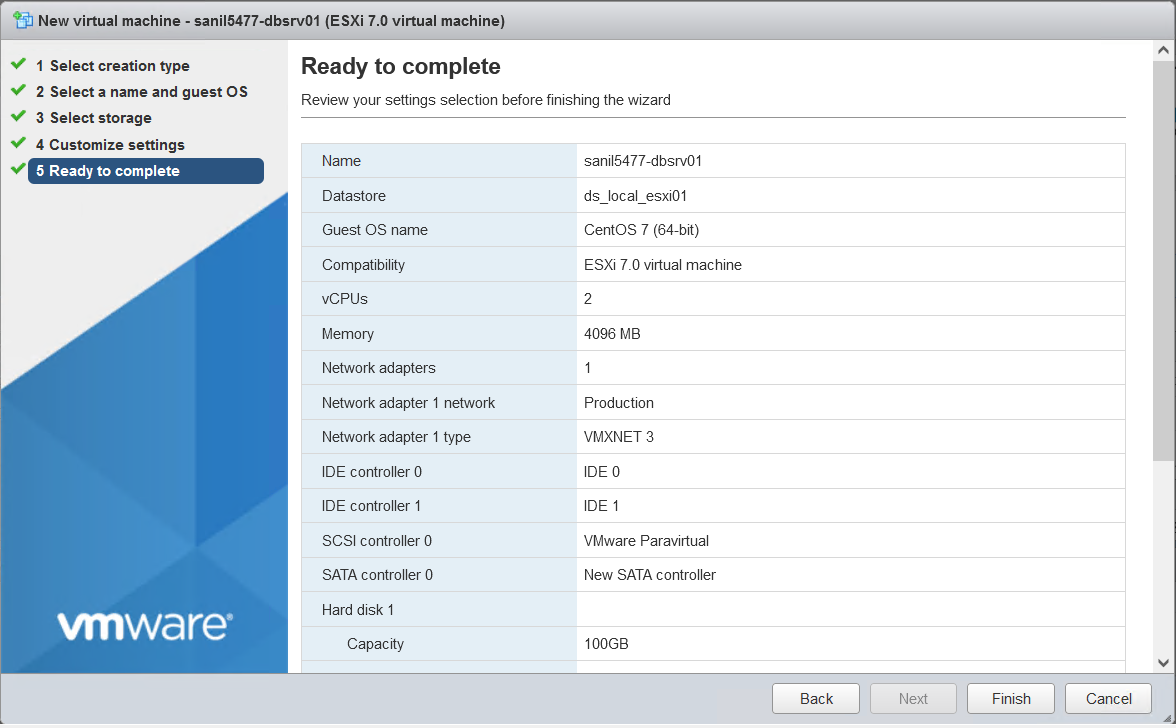 New virtual machine - sanil5477-dbsrv01 (ESXi 7.0 virtual machine)
1 Select creation type
2 Select a name and guest OS
3 Select storage
4 Customize settings
5 Ready to complete
vmware®
Ready to complete
Review your settings selection before finishing the wizard
Name sanil5477-dbsrv01
Datastore ds_local_esxi01
Guest OS name CentOS 7 (64-bit)
Compatibility ESXi 7.0 virtual machine
vCPUs 2
Memory 4096 MB
Network adapters 1
Network adapter 1 network Production
Network adapter 1 type VMXNET 3
IDE controller 0 IDE 0
IDE controller 1 IDE 1
SCSI controller 0 VMware Paravirtual
SATA controller 0 New SATA controller
Hard disk 1
Capacity 100GB
Back Next Finish Cancel